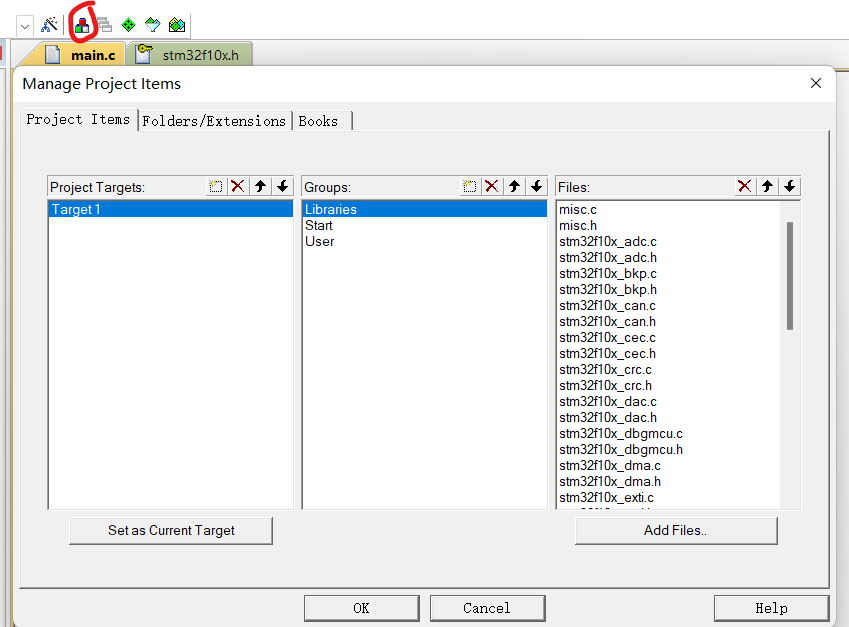 main.c stm32f10x.h
Manage Project Items
Project Items Folders/Extensions Books
Project Targets: Groups: Files:
Target 1
Libraries
Start
User
misc.c
misc.h
stm32f10x_adc.c
stm32f10x_adc.h
stm32f10x_bkp.c
stm32f10x_bkp.h
stm32f10x_can.c
stm32f10x_can.h
stm32f10x_cec.c
stm32f10x_cec.h
stm32f10x_crc.c
stm32f10x_crc.h
stm32f10x_dac.c
stm32f10x_dac.h
stm32f10x_dbgmcu.c
stm32f10x_dbgmcu.h
stm32f10x_dma.c
stm32f10x_dma.h
stm32f10x_exti.c
Set as Current Target Add Files..
OK Cancel Help